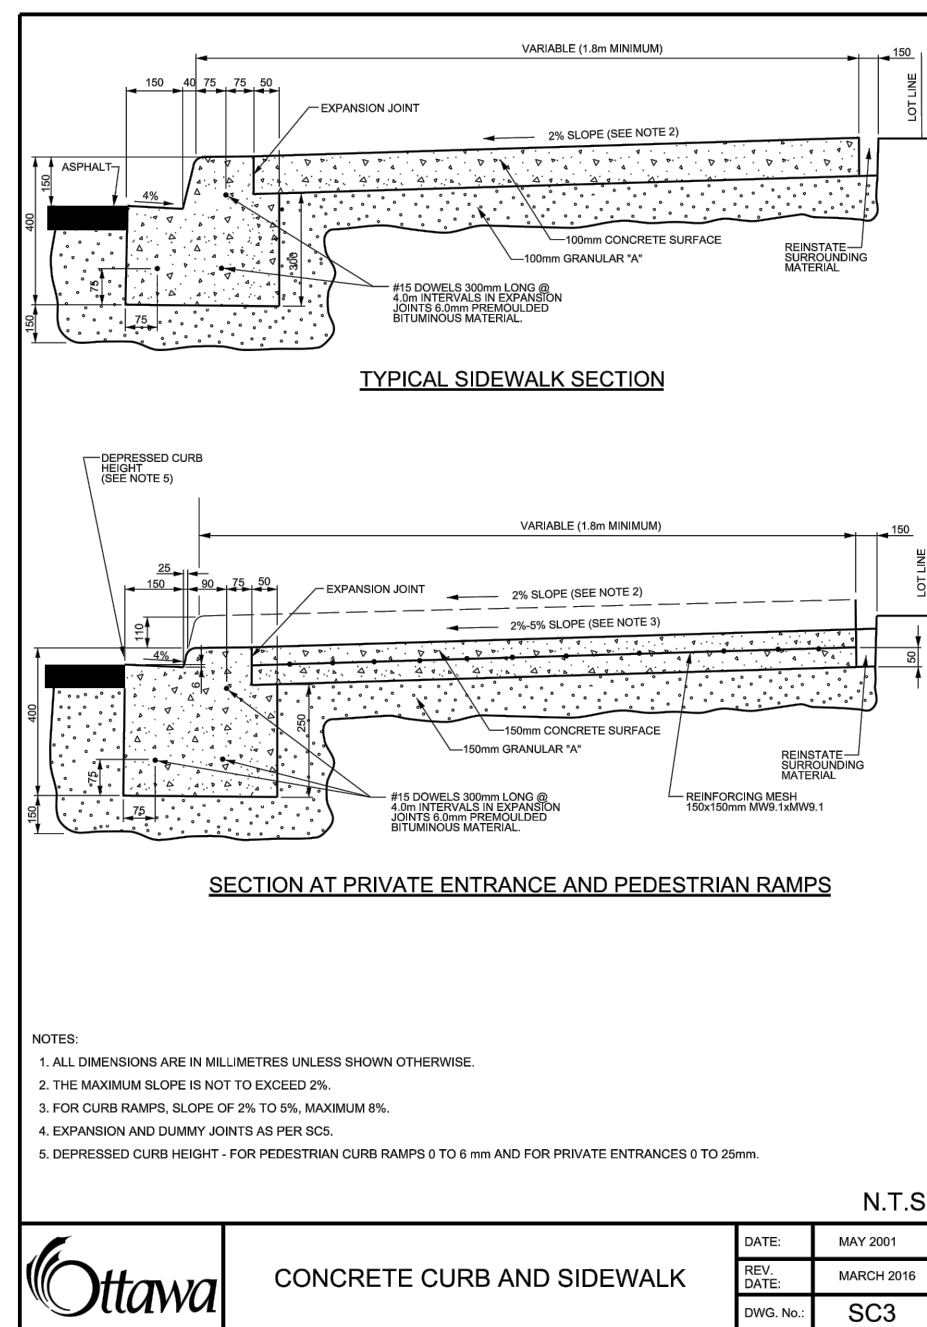 VARIABLE (1.8m MINIMUM)
150
LOT LINE
150
40
75
75
50
EXPANSION JOINT
2% SLOPE (SEE NOTE 2)
ASPHALT
150
4%
400
300
100mm CONCRETE SURFACE
100mm GRANULAR "A"
REINSTATE
SURROUNDING
MATERIAL
75
75
150
#15 DOWELS 300mm LONG @
4.0m INTERVALS IN EXPANSION
JOINTS 6.0mm PREMOULDED
BITUMINOUS MATERIAL.
TYPICAL SIDEWALK SECTION
DEPRESSED CURB
HEIGHT
(SEE NOTE 5)
VARIABLE (1.8m MINIMUM)
150
LOT LINE
25
150
90
75
50
EXPANSION JOINT
2% SLOPE (SEE NOTE 2)
2%-5% SLOPE (SEE NOTE 3)
110
4%
6
50
400
250
150mm CONCRETE SURFACE
150mm GRANULAR "A"
REINSTATE
SURROUNDING
MATERIAL
75
75
150
#15 DOWELS 300mm LONG @
4.0m INTERVALS IN EXPANSION
JOINTS 6.0mm PREMOULDED
BITUMINOUS MATERIAL.
REINFORCING MESH
150x150mm MW9.1xMW9.1
SECTION AT PRIVATE ENTRANCE AND PEDESTRIAN RAMPS
NOTES:
1. ALL DIMENSIONS ARE IN MILLIMETRES UNLESS SHOWN OTHERWISE.
2. THE MAXIMUM SLOPE IS NOT TO EXCEED 2%.
3. FOR CURB RAMPS, SLOPE OF 2% TO 5%, MAXIMUM 8%.
4. EXPANSION AND DUMMY JOINTS AS PER SC5.
5. DEPRESSED CURB HEIGHT - FOR PEDESTRIAN CURB RAMPS 0 TO 6 mm AND FOR PRIVATE ENTRANCES 0 TO 25mm.
N.T.S
Ottawa
CONCRETE CURB AND SIDEWALK
DATE: MAY 2001
REV.
DATE: MARCH 2016
DWG. No.: SC3